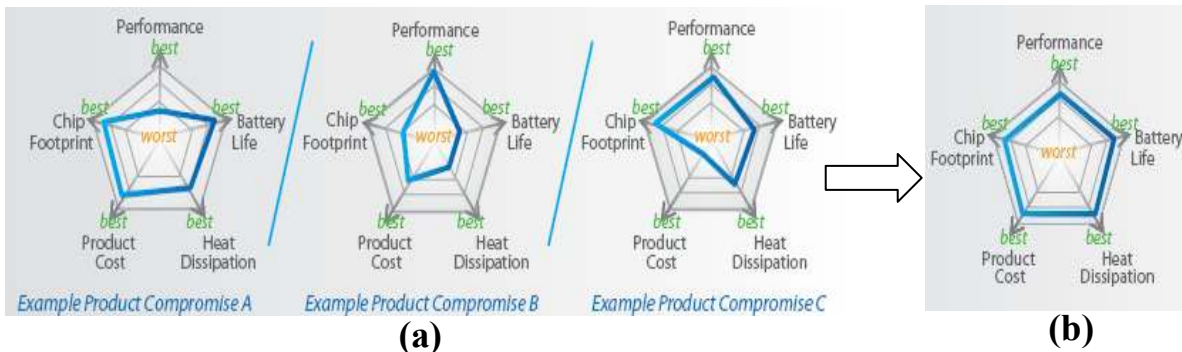 Performance
best
best
best
Chip
Footprint
worst
Battery
Life
best
best
Product
Cost
Heat
Dissipation
Example Product Compromise A
Performance
best
best
best
Chip
Footprint
worst
Battery
Life
best
best
Product
Cost
Heat
Dissipation
Example Product Compromise B
Performance
best
best
best
Chip
Footprint
worst
Battery
Life
best
best
Product
Cost
Heat
Dissipation
Example Product Compromise C
(a)
Performance
best
best
best
Chip
Footprint
worst
Battery
Life
best
best
Product
Cost
Heat
Dissipation
(b)